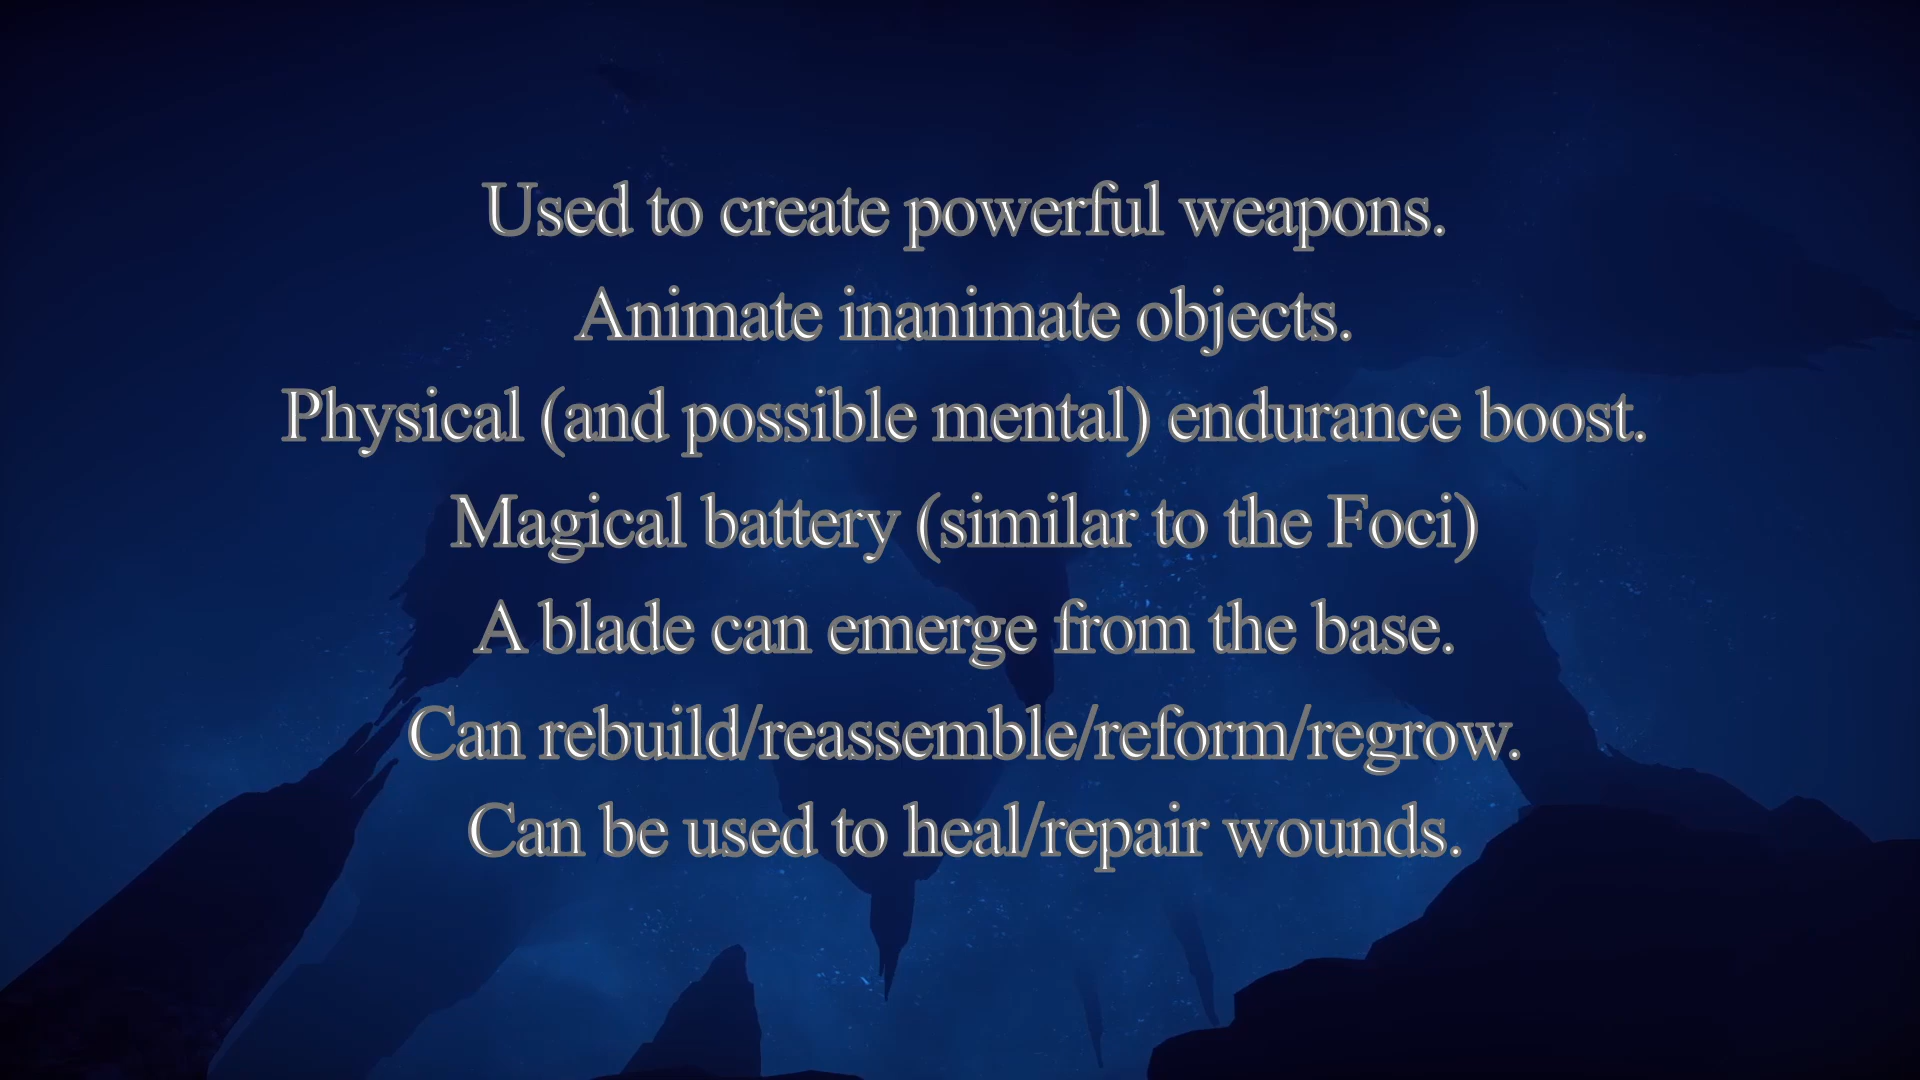 Used to create powerful weapons.
Animate inanimate objects.
Physical (and possible mental) endurance boost.
Magical battery (similar to the Foci)
A blade can emerge from the base.
Can rebuild/reassemble/reform/regrow.
Can be used to heal/repair wounds.